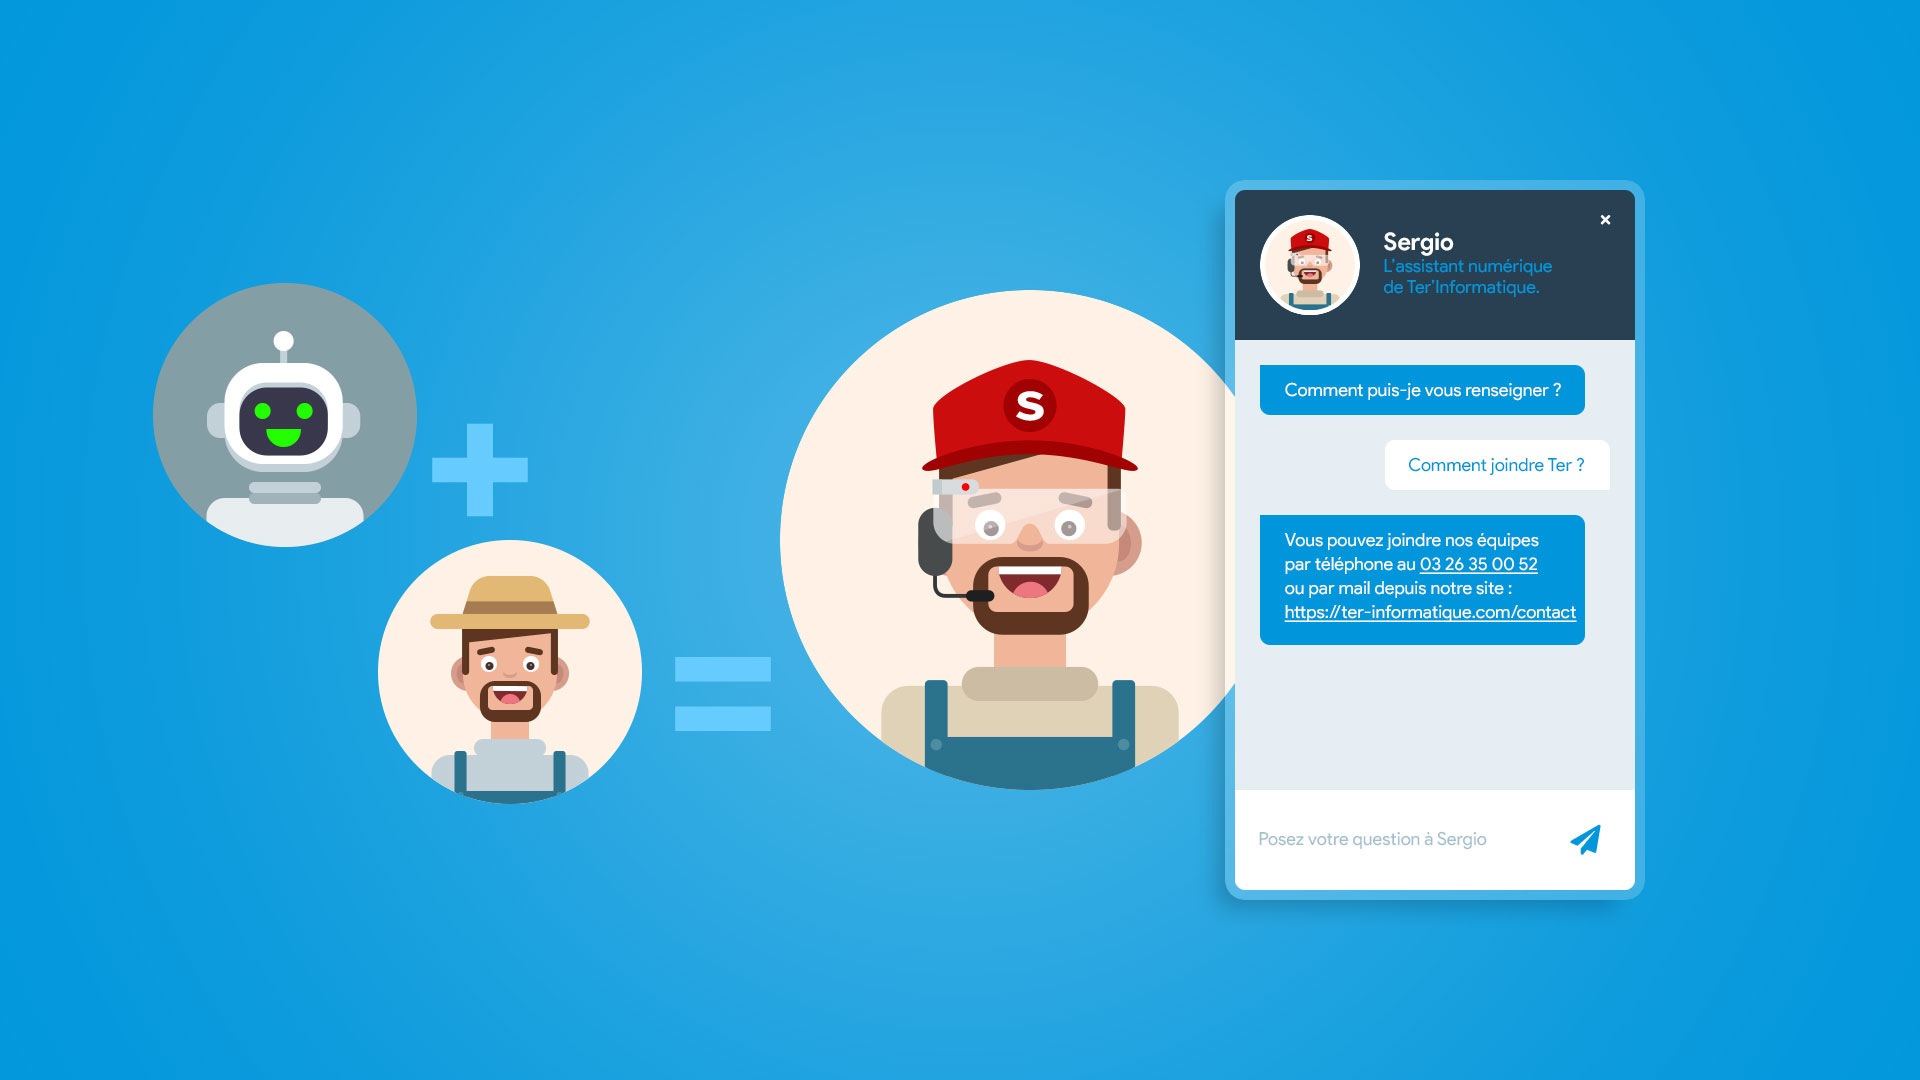 S
Sergio
L'assistant numérique
de Ter'Informatique.
Comment puis-je vous renseigner ?
Comment joindre Ter ?
Vous pouvez joindre nos équipes
par téléphone au 03 26 35 00 52
ou par mail depuis notre site :
https://ter-informatique.com/contact
Posez votre question à Sergio